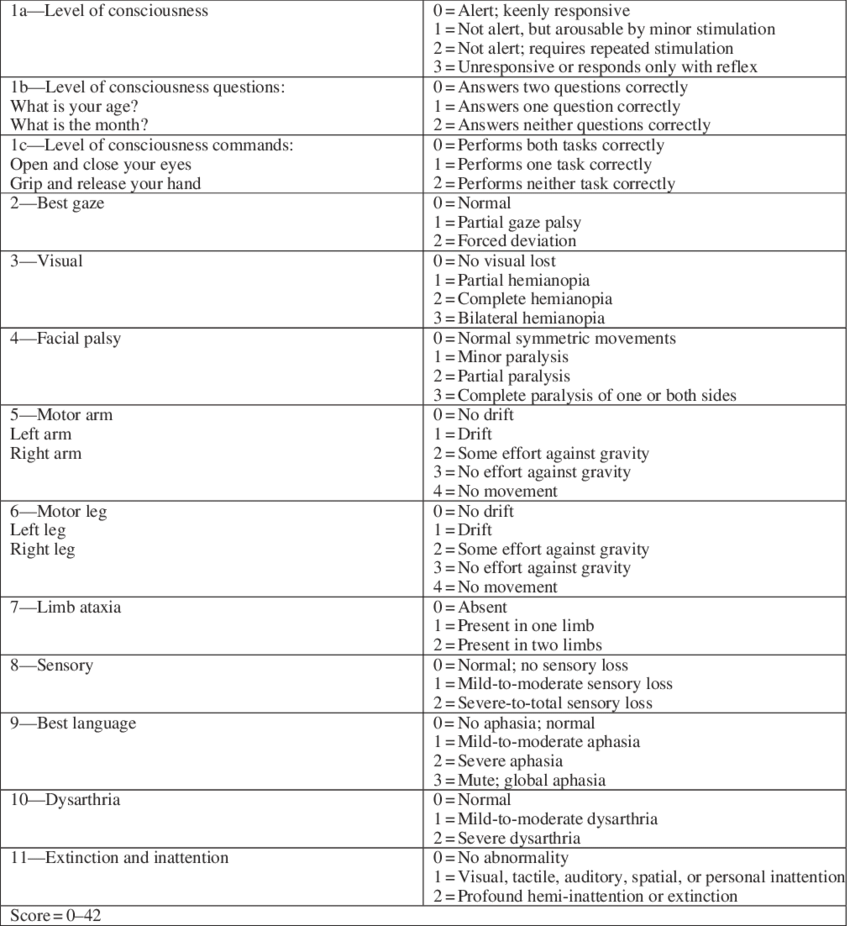 1a—Level of consciousness
0=Alert; keenly responsive
1=Not alert, but arousable by minor stimulation
2=Not alert; requires repeated stimulation
3=Unresponsive or responds only with reflex
1b—Level of consciousness questions:
What is your age?
What is the month?
0=Answers two questions correctly
1=Answers one question correctly
2=Answers neither questions correctly
1c—Level of consciousness commands:
Open and close your eyes
Grip and release your hand
0=Performs both tasks correctly
1=Performs one task correctly
2=Performs neither task correctly
2—Best gaze
0=Normal
1=Partial gaze palsy
2=Forced deviation
3—Visual
0=No visual lost
1=Partial hemianopia
2=Complete hemianopia
3=Bilateral hemianopia
4—Facial palsy
0=Normal symmetric movements
1=Minor paralysis
2=Partial paralysis
3=Complete paralysis of one or both sides
5—Motor arm
Left arm
Right arm
0=No drift
1=Drift
2=Some effort against gravity
3=No effort against gravity
4=No movement
6—Motor leg
Left leg
Right leg
0=No drift
1=Drift
2=Some effort against gravity
3=No effort against gravity
4=No movement
7—Limb ataxia
0=Absent
1=Present in one limb
2=Present in two limbs
8—Sensory
0=Normal; no sensory loss
1=Mild-to-moderate sensory loss
2=Severe-to-total sensory loss
9—Best language
0=No aphasia; normal
1=Mild-to-moderate aphasia
2=Severe aphasia
3=Mute; global aphasia
10—Dysarthria
0=Normal
1=Mild-to-moderate dysarthria
2=Severe dysarthria
11—Extinction and inattention
0=No abnormality
1=Visual, tactile, auditory, spatial, or personal inattention
2=Profound hemi-inattention or extinction
Score=0–42